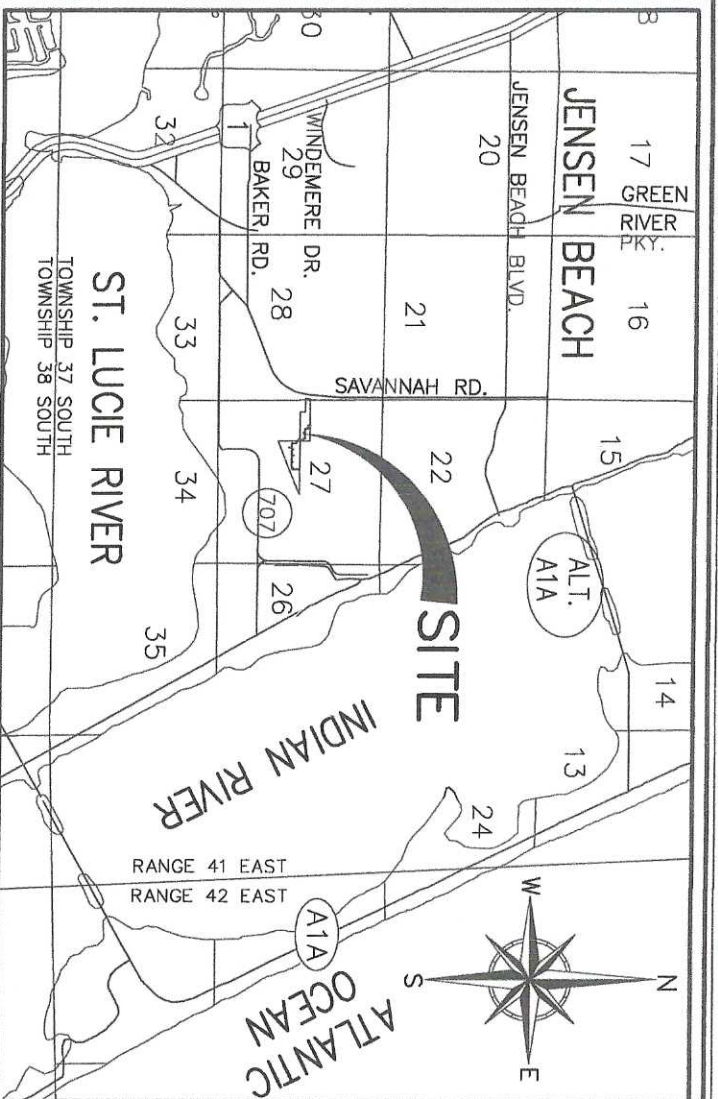 B
17
16
15
14
13
GREEN
RIVER
PKY.
JENSEN BEACH
ALT.
A1A
JENSEN BEACH BLVD.
20
21
22
24
SITE
W
N
S
E
SAVANNAH RD.
30
WINDEMERE DR.
29
28
27
26
BAKER RD.
1
707
INDIAN RIVER
A1A
ATLANTIC
OCEAN
32
33
34
35
ST. LUCIE RIVER
RANGE 41 EAST
RANGE 42 EAST
TOWNSHIP 37 SOUTH
TOWNSHIP 38 SOUTH